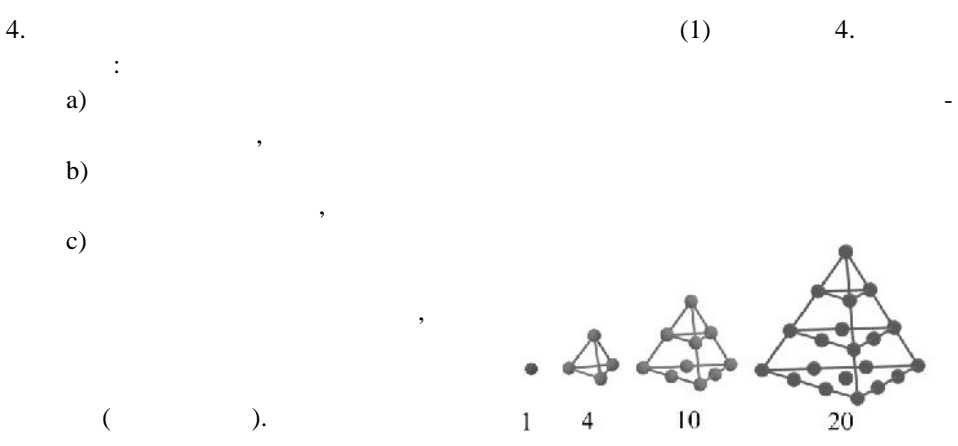 4. (1) 4.
:
a) -
,
b)
,
c)
,
( ).
1 4 10 20